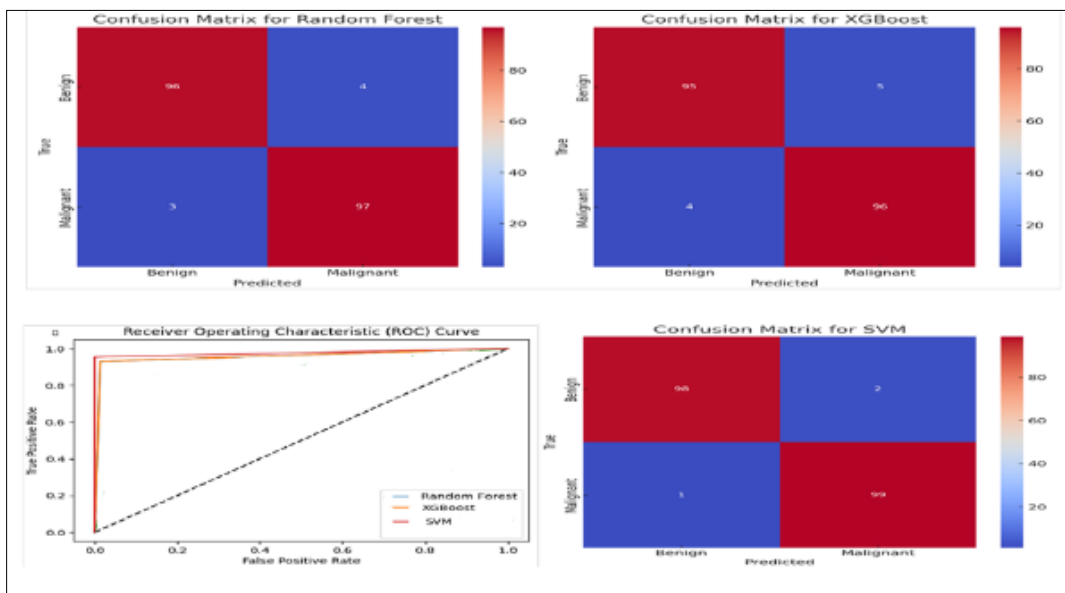 Confusion Matrix for Random Forest
80
60
40
20
Benign
Malignant
True
96
4
3
97
Benign
Malignant
Predicted
Confusion Matrix for XGBoost
80
60
40
20
Benign
Malignant
True
95
5
4
96
Benign
Malignant
Predicted
Receiver Operating Characteristic (ROC) Curve
1.0
0.8
0.6
0.4
0.2
0.0
True Positive Rate
Random Forest
XGBoost
SVM
0.0
0.2
0.4
0.6
0.8
1.0
False Positive Rate
Confusion Matrix for SVM
80
60
40
20
Benign
Malignant
True
98
2
1
99
Benign
Malignant
Predicted